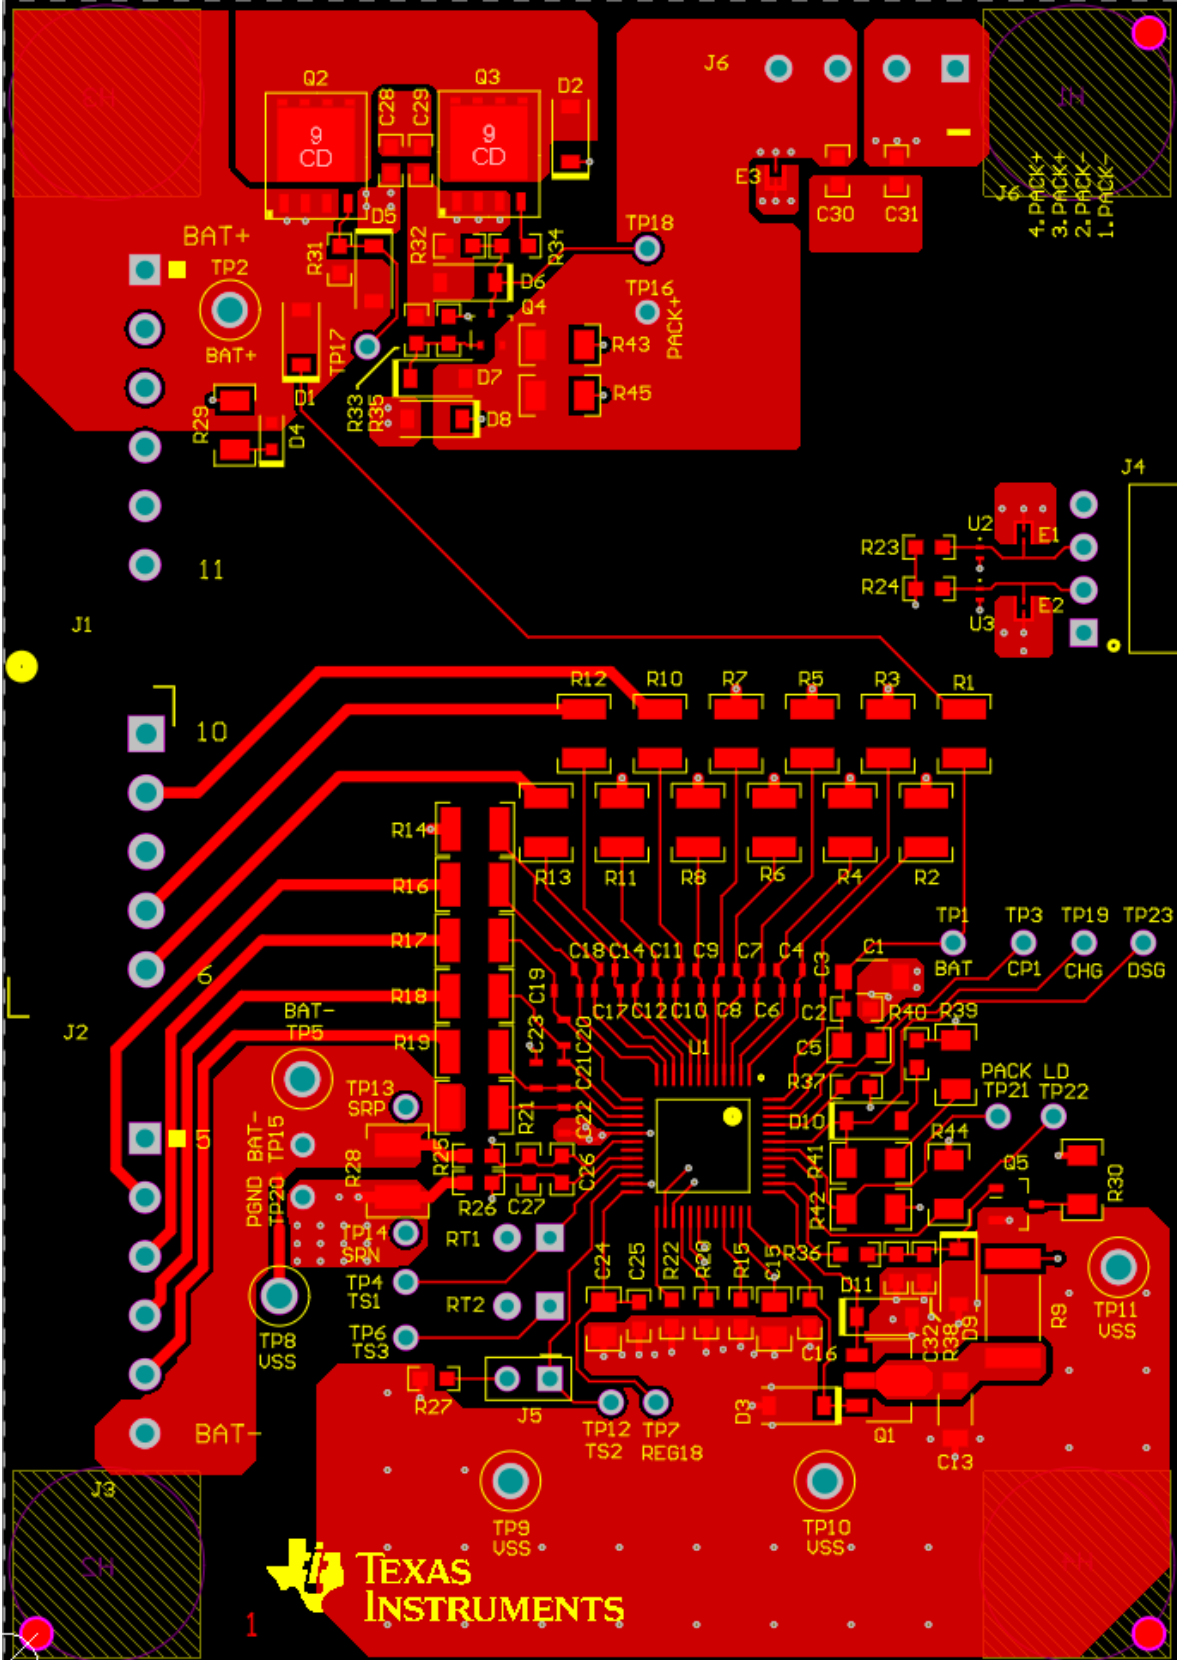 Q2
Q3
D2
J6
C28
C29
9
CD
9
CD
E3
C30
C31
J6
4.PACK+
3.PACK+
2.PACK-
1.PACK-
BAT+
TP2
BAT+
D5
R31
R32
R34
TP18
D6
TP16
PACK+
Q4
TP17
R43
D7
R45
D1
R33
R35
D8
R29
D4
J4
U2
R23
E1
R24
E2
U3
11
J1
R12
R10
R7
R5
R3
R1
10
R14
R13
R11
R8
R6
R4
R2
R16
R17
TP1
TP3
TP19
TP23
BAT
CP1
CHG
DSG
C18
C14
C11
C9
C7
C4
C3
C1
6
R18
C19
C17
C12
C10
C8
C6
C2
R40
R39
BAT-
TP5
J2
R19
C23
C20
C21
U1
C5
R37
PACK
LD
TP21
TP22
TP13
SRP
R21
C22
D10
5
BAT-
TP15
PGND
TP20
R28
R25
R26
C27
C26
R41
R44
R42
Q5
R30
TP14
SRN
RT1
R36
TP4
TS1
C24
C25
R22
R20
R15
C15
D11
RT2
R9
TP8
VSS
TP6
TS3
C16
C32
R38
D9
TP11
VSS
R27
J5
TP12
TS2
TP7
REG18
D3
Q1
C13
BAT-
J3
TP9
VSS
TP10
VSS
H2
H1
TEXAS
INSTRUMENTS
1